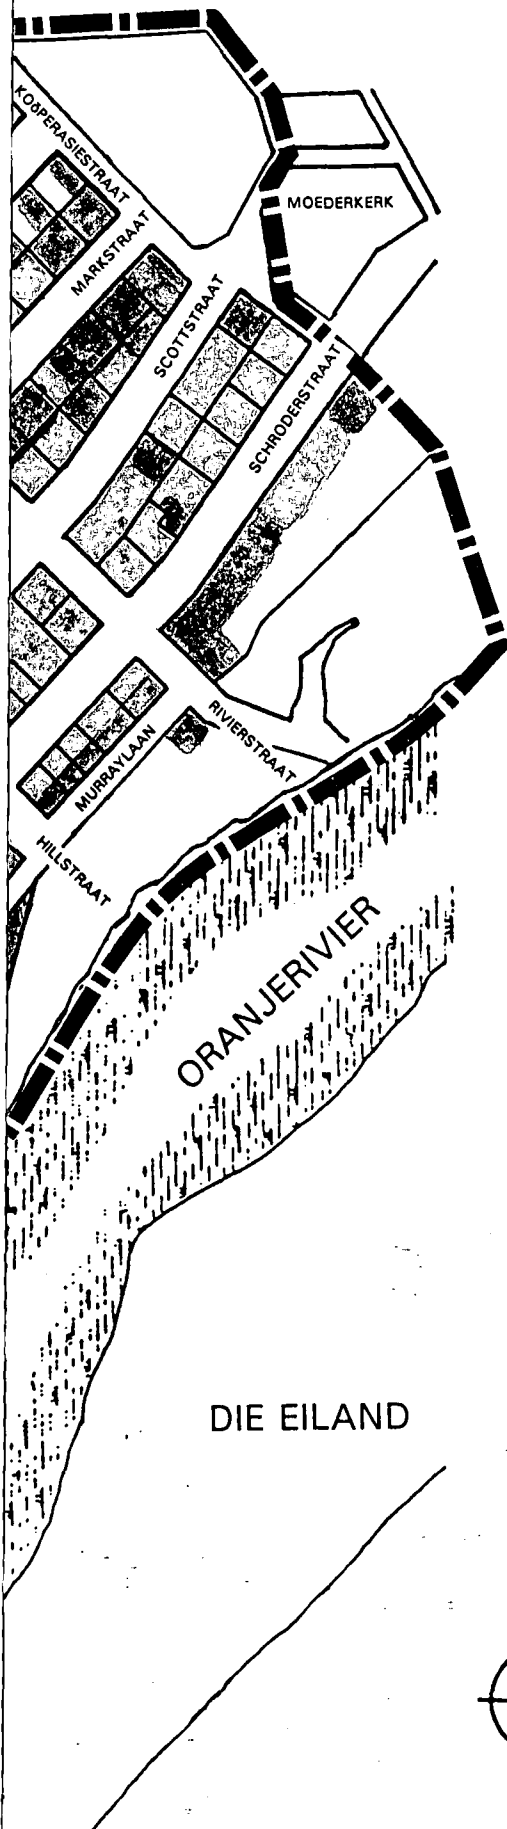 KOÖPERASIESTRAAT
MOEDERKERK
MARKSTRAAT
SCOTTSTRAAT
SCHRODERSTRAAT
RIVIERSTRAAT
MURRAYLAAN
HILLSTRAAT
ORANJERIVIER
DIE EILAND